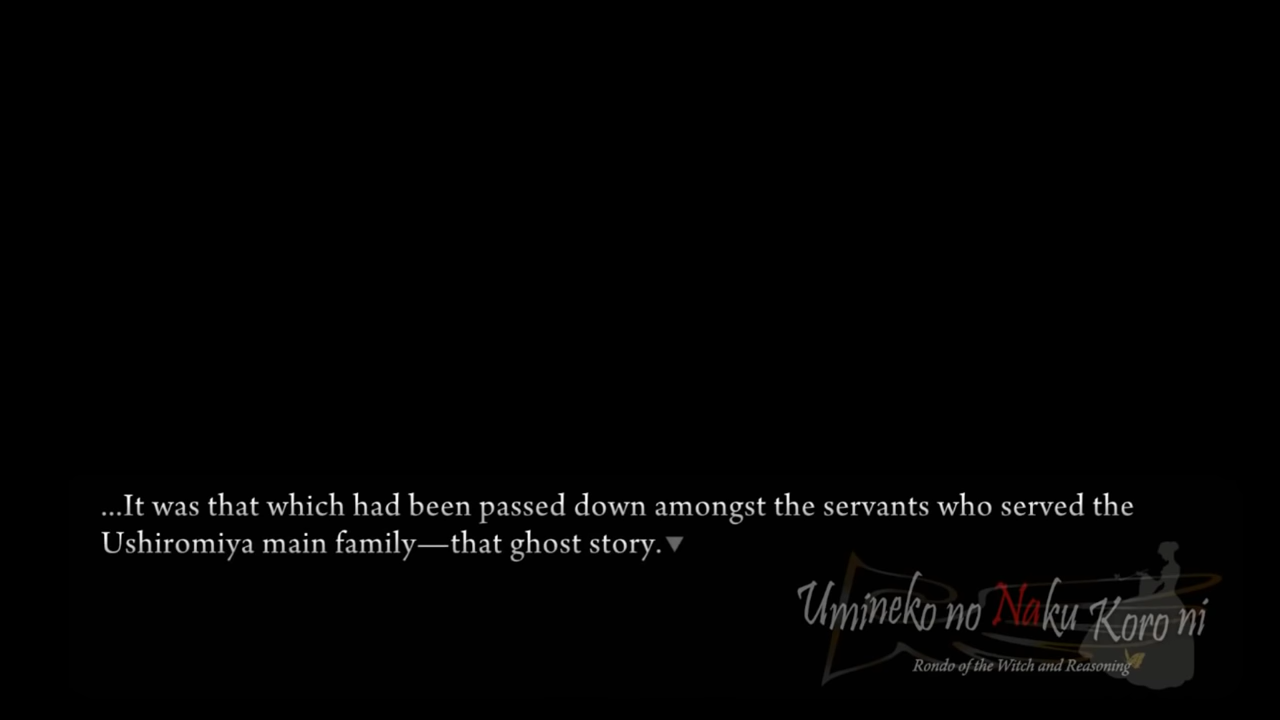 ...It was that which had been passed down amongst the servants who served the
Ushiromiya main family—that ghost story.
Umineko no Naku Koro ni
Rondo of the Witch and Reasoning